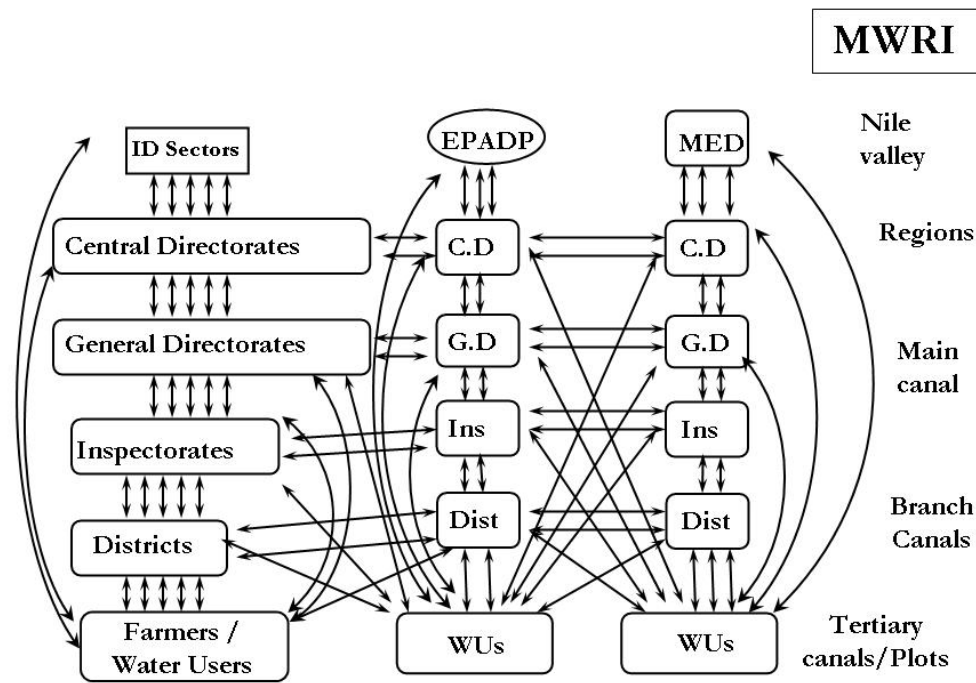 MWRI
ID Sectors
EPADP
MED
Nile
valley
Central Directorates
C.D
C.D
Regions
General Directorates
G.D
G.D
Main
canal
Inspectorates
Ins
Ins
Districts
Dist
Dist
Branch
Canals
Farmers /
Water Users
WUs
WUs
Tertiary
canals/Plots